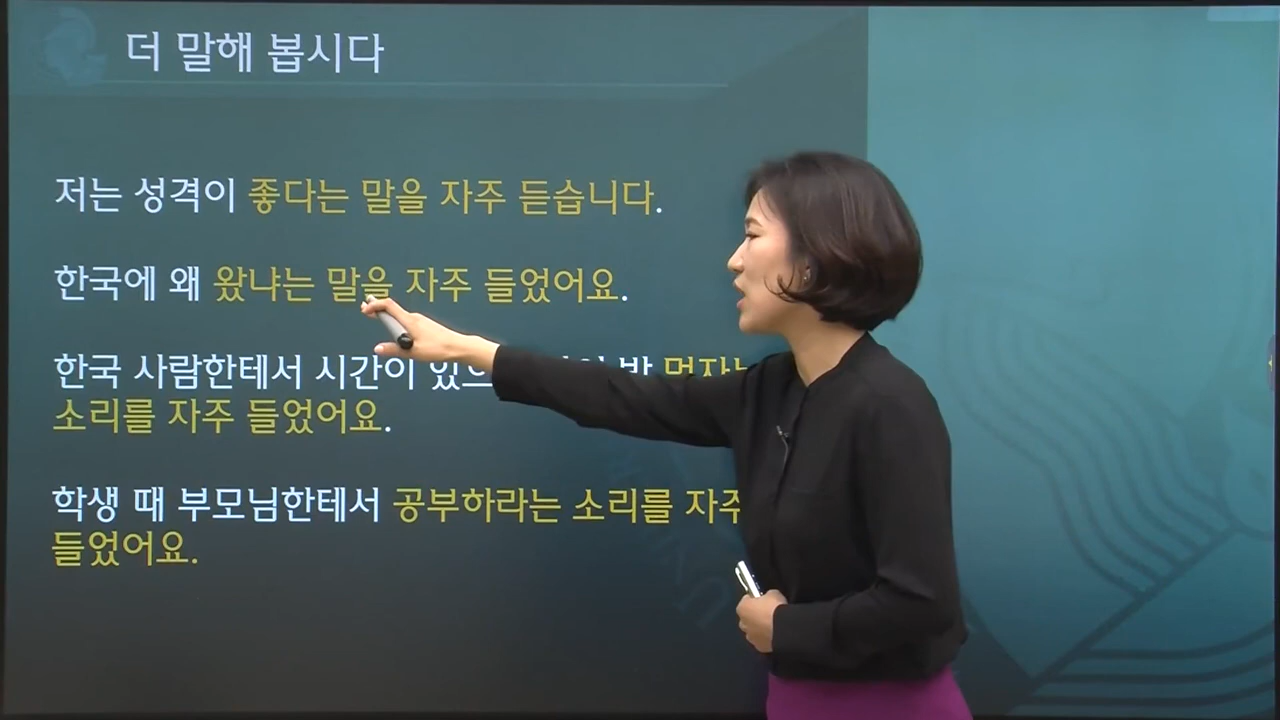 더 말해 봅시다
저는 성격이 좋다는 말을 자주 듣습니다.
한국에 왜 왔냐는 말을 자주 들었어요.
한국 사람한테서 시간이 밥
소리를 자주 들었어요.
학생 때 부모님한테서 공부하라는 소리를 자주
들었어요.